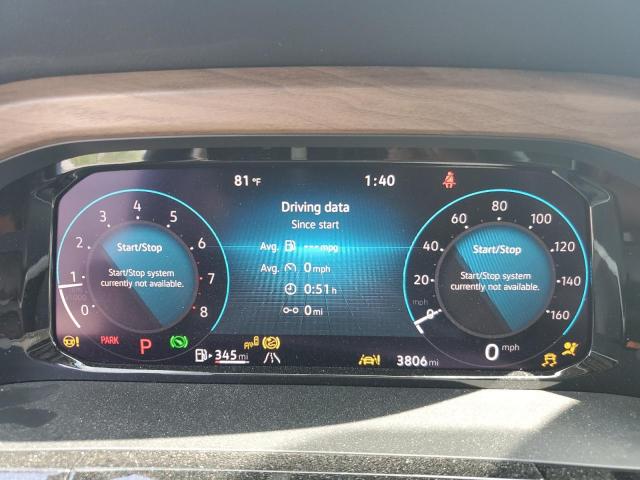 81 °F
1:40
Driving data
Since start
Avg. --- mpg
Avg. 0 mph
0:51 h
0 mi
0 1 2 3 4 5 6 7 8
Start/Stop
Start/Stop system
currently not available.
mph
0 20 40 60 80 100 120 140 160
Start/Stop
Start/Stop system
currently not available.
PARK
P
345 mi
3806 mi
0 mph